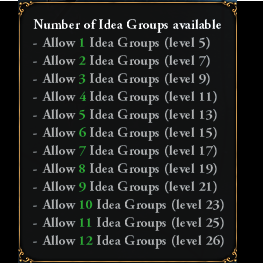 Number of Idea Groups available
- Allow 1 Idea Groups (level 5)
- Allow 2 Idea Groups (level 7)
- Allow 3 Idea Groups (level 9)
- Allow 4 Idea Groups (level 11)
- Allow 5 Idea Groups (level 13)
- Allow 6 Idea Groups (level 15)
- Allow 7 Idea Groups (level 17)
- Allow 8 Idea Groups (level 19)
- Allow 9 Idea Groups (level 21)
- Allow 10 Idea Groups (level 23)
- Allow 11 Idea Groups (level 25)
- Allow 12 Idea Groups (level 26)